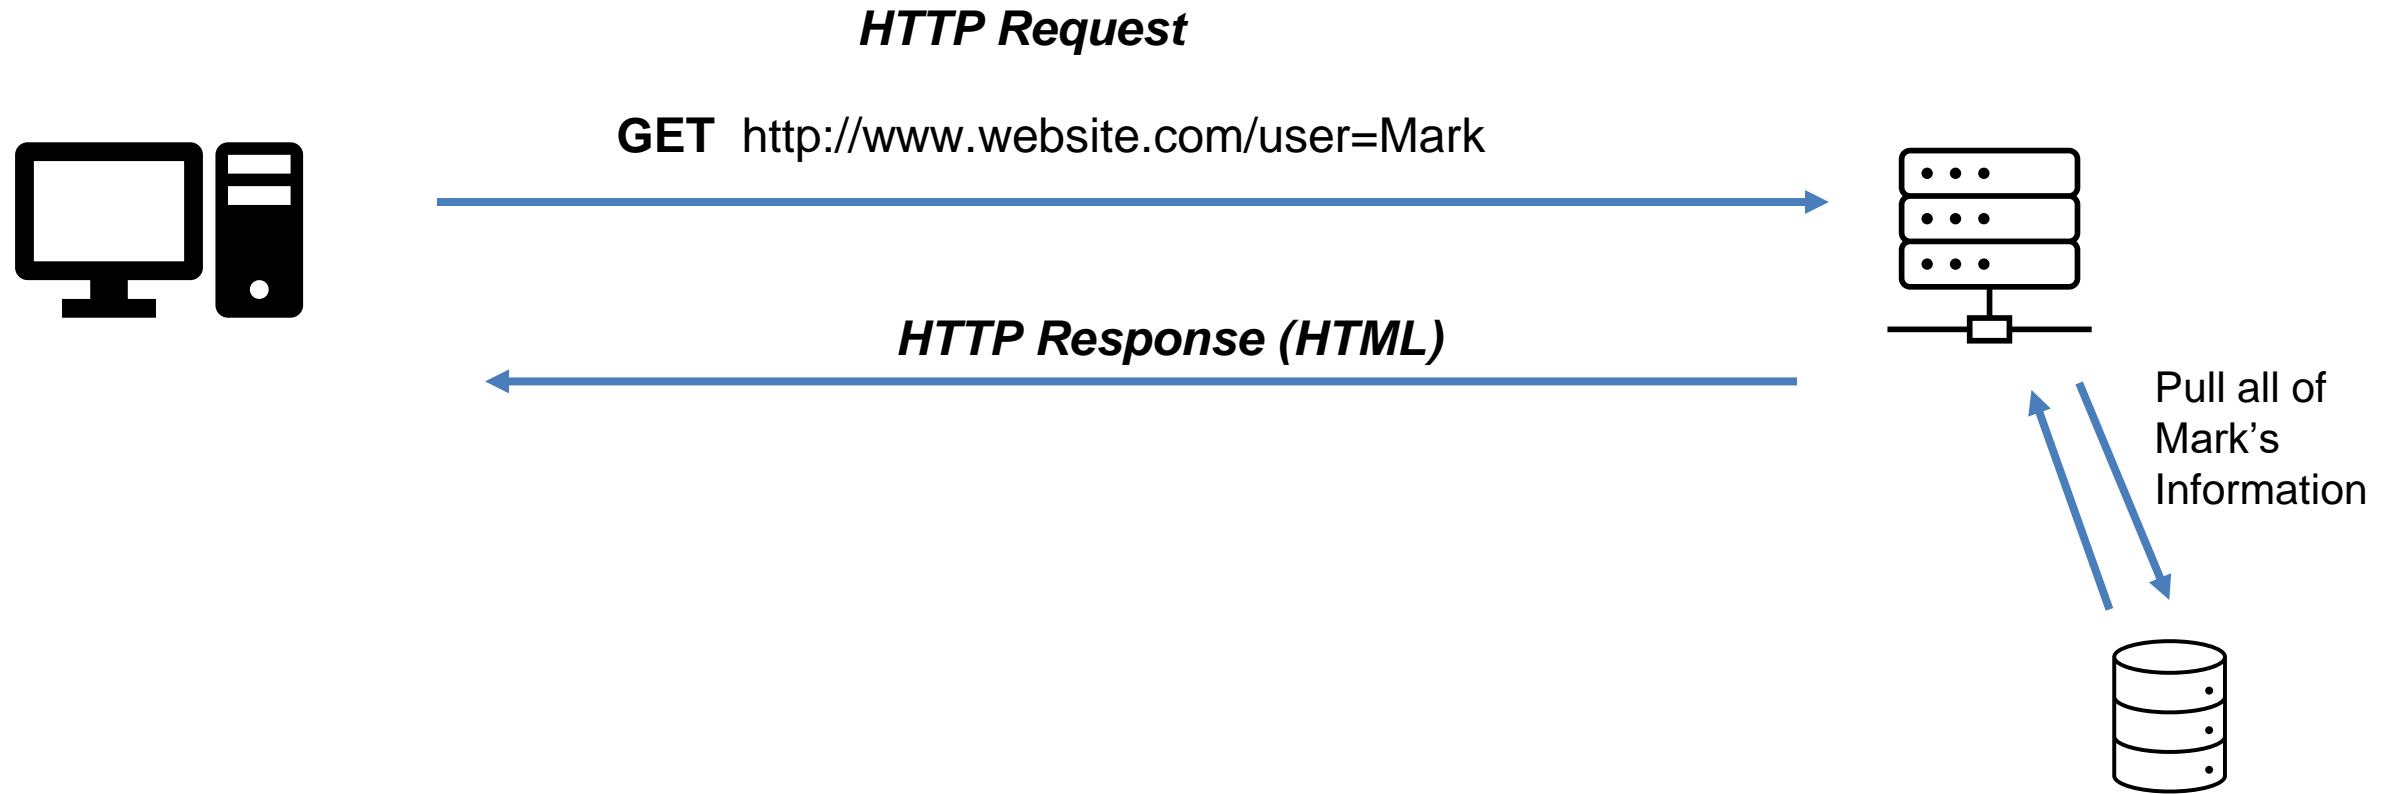 HTTP Request
GET http://www.website.com/user=Mark
HTTP Response (HTML)
Pull all of
Mark’s
Information